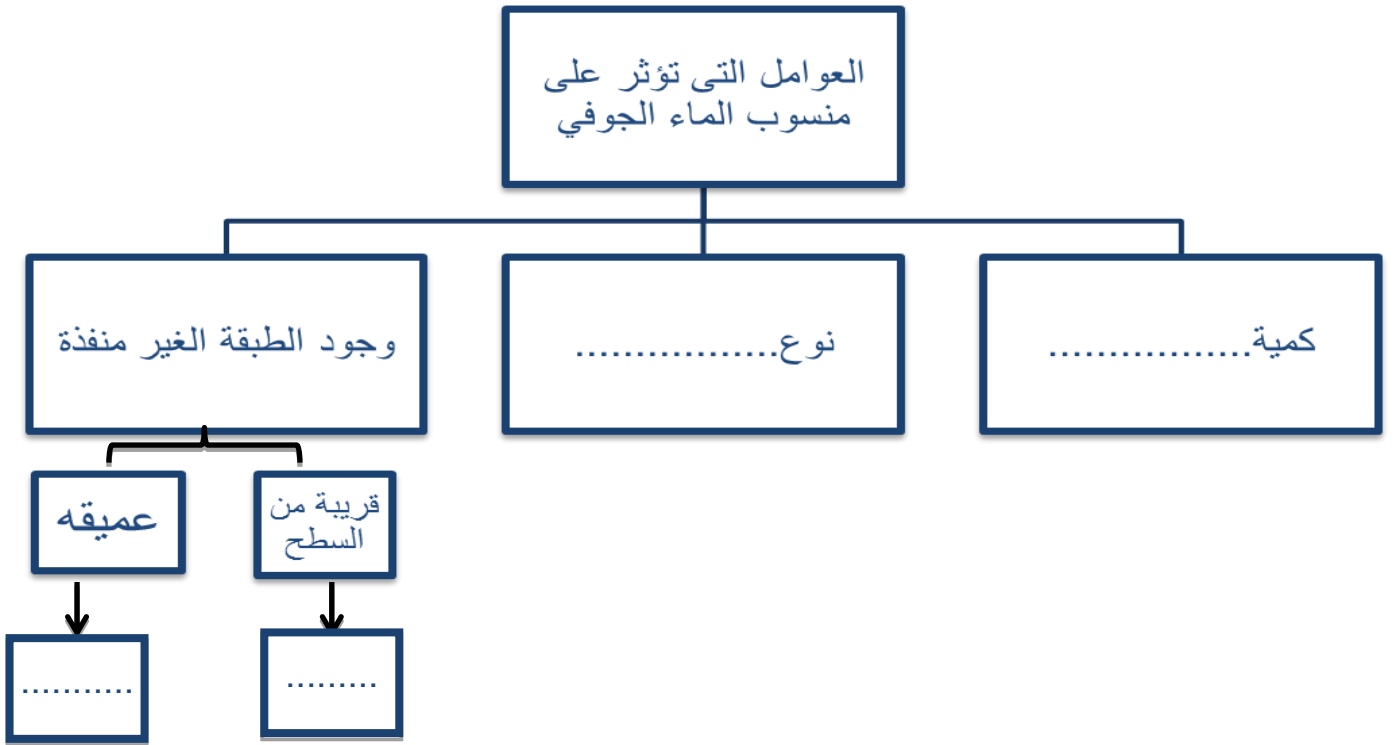 العوامل التى تؤثر على
منسوب الماء الجوفي
كمية.................
نوع.................
وجود الطبقة الغير منفذة
قريبة من
السطح
عميقه
.........
...........